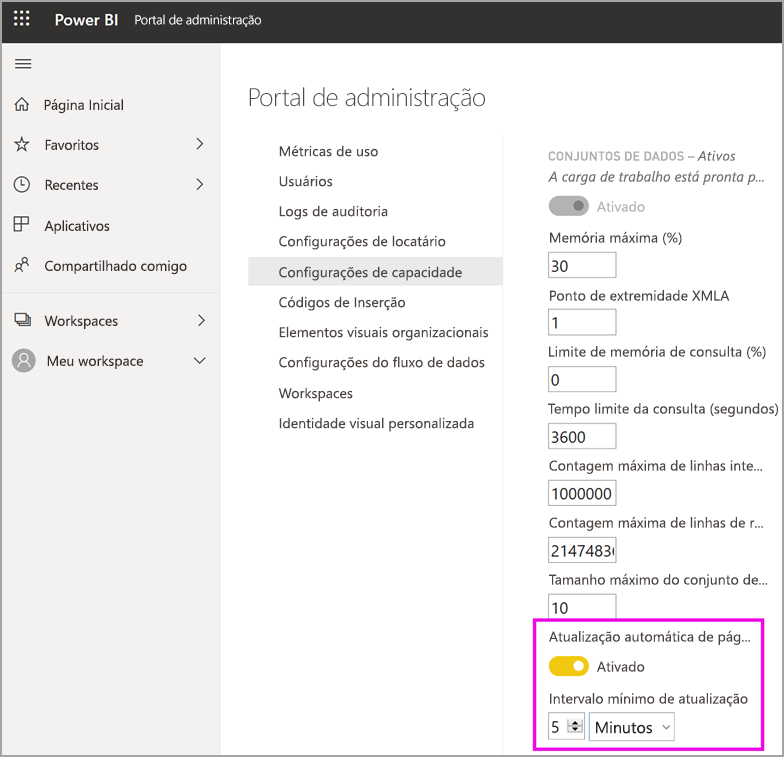 Power BI Portal de administração
Página Inicial
Favoritos
Recentes
Aplicativos
Compartilhado comigo
Workspaces
Meu workspace
Portal de administração
Métricas de uso
Usuários
Logs de auditoria
Configurações de locatário
Configurações de capacidade
Códigos de Inserção
Elementos visuais organizacionais
Configurações do fluxo de dados
Workspaces
Identidade visual personalizada
CONJUNTOS DE DADOS – Ativos
A carga de trabalho está pronta p...
Ativado
Memória máxima (%)
30
Ponto de extremidade XMLA
1
Limite de memória de consulta (%)
0
Tempo limite da consulta (segundos)
3600
Contagem máxima de linhas inte...
1000000
Contagem máxima de linhas de r...
2147483
Tamanho máximo do conjunto de...
10
Atualização automática de pág...
Ativado
Intervalo mínimo de atualização
5 Minutos